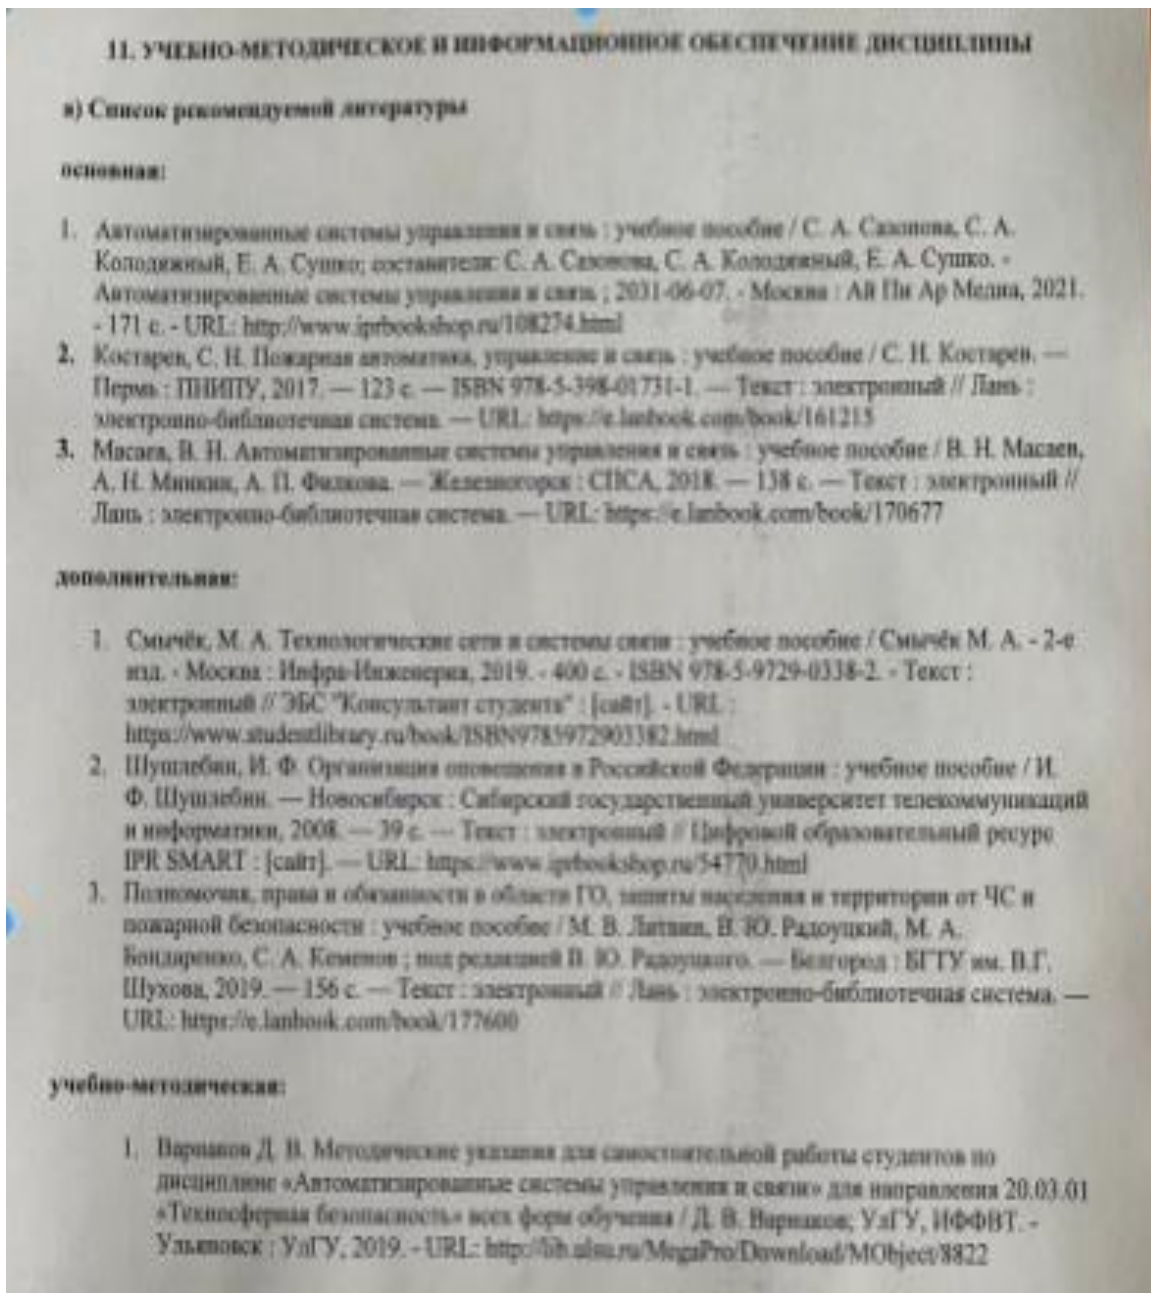 11. УЧЕБНО-МЕТОДИЧЕСКОЕ И ИНФОРМАЦИОННОЕ ОБЕСПЕЧЕНИЕ ДИСЦИПЛИНЫ
а) Список рекомендуемой литературы
основная:
1. Автоматизированные системы управления и связь : учебное пособие / С. А. Сазонова, С. А.
Колодяжный, Е. А. Сушко; составители: С. А. Сазонова, С. А. Колодяжный, Е. А. Сушко. -
Автоматизированные системы управления и связь ; 2031-06-07. - Москва : Ай Пи Ар Медиа, 2021.
- 171 с. - URL: http://www.iprbookshop.ru/108274.html
2. Костарев, С. Н. Пожарная автоматика, управление и связь : учебное пособие / С. Н. Костарев. —
Пермь : ПНИПУ, 2017. — 123 с. — ISBN 978-5-398-01731-1. — Текст : электронный // Лань :
электронно-библиотечная система. — URL: https://e.lanbook.com/book/161215
3. Масаев, В. Н. Автоматизированные системы управления и связь : учебное пособие / В. Н. Масаев,
А. Н. Минкин, А. П. Филкова. — Железногорск : СПСА, 2018. — 138 с. — Текст : электронный //
Лань : электронно-библиотечная система. — URL: https://e.lanbook.com/book/170677
дополнительная:
1. Смычёк, М. А. Технологические сети и системы связи : учебное пособие / Смычёк М. А. - 2-е
изд. - Москва : Инфра-Инженерия, 2019. - 400 с. - ISBN 978-5-9729-0338-2. - Текст :
электронный // ЭБС "Консультант студента" : [сайт]. - URL :
https://www.studentlibrary.ru/book/ISBN9785972903382.html
2. Шушлебин, И. Ф. Организация оповещения в Российской Федерации : учебное пособие / И.
Ф. Шушлебин. — Новосибирск : Сибирский государственный университет телекоммуникаций
и информатики, 2008. — 39 с. — Текст : электронный // Цифровой образовательный ресурс
IPR SMART : [сайт]. — URL: https://www.iprbookshop.ru/54770.html
3. Полномочия, права и обязанности в области ГО, защиты населения и территории от ЧС и
пожарной безопасности : учебное пособие / М. В. Литвин, В. Ю. Радоуцкий, М. А.
Бондаренко, С. А. Кеменов ; под редакцией В. Ю. Радоуцкого. — Белгород : БГТУ им. В.Г.
Шухова, 2019. — 156 с. — Текст : электронный // Лань : электронно-библиотечная система. —
URL: https://e.lanbook.com/book/177600
учебно-методическая:
1. Варнаков Д. В. Методические указания для самостоятельной работы студентов по
дисциплине «Автоматизированные системы управления и связи» для направления 20.03.01
«Техносферная безопасность» всех форм обучения / Д. В. Варнаков; УлГУ, ИФФВТ. -
Ульяновск : УлГУ, 2019. - URL: http://lib.ulsu.ru/MegaPro/Download/MObject/8822